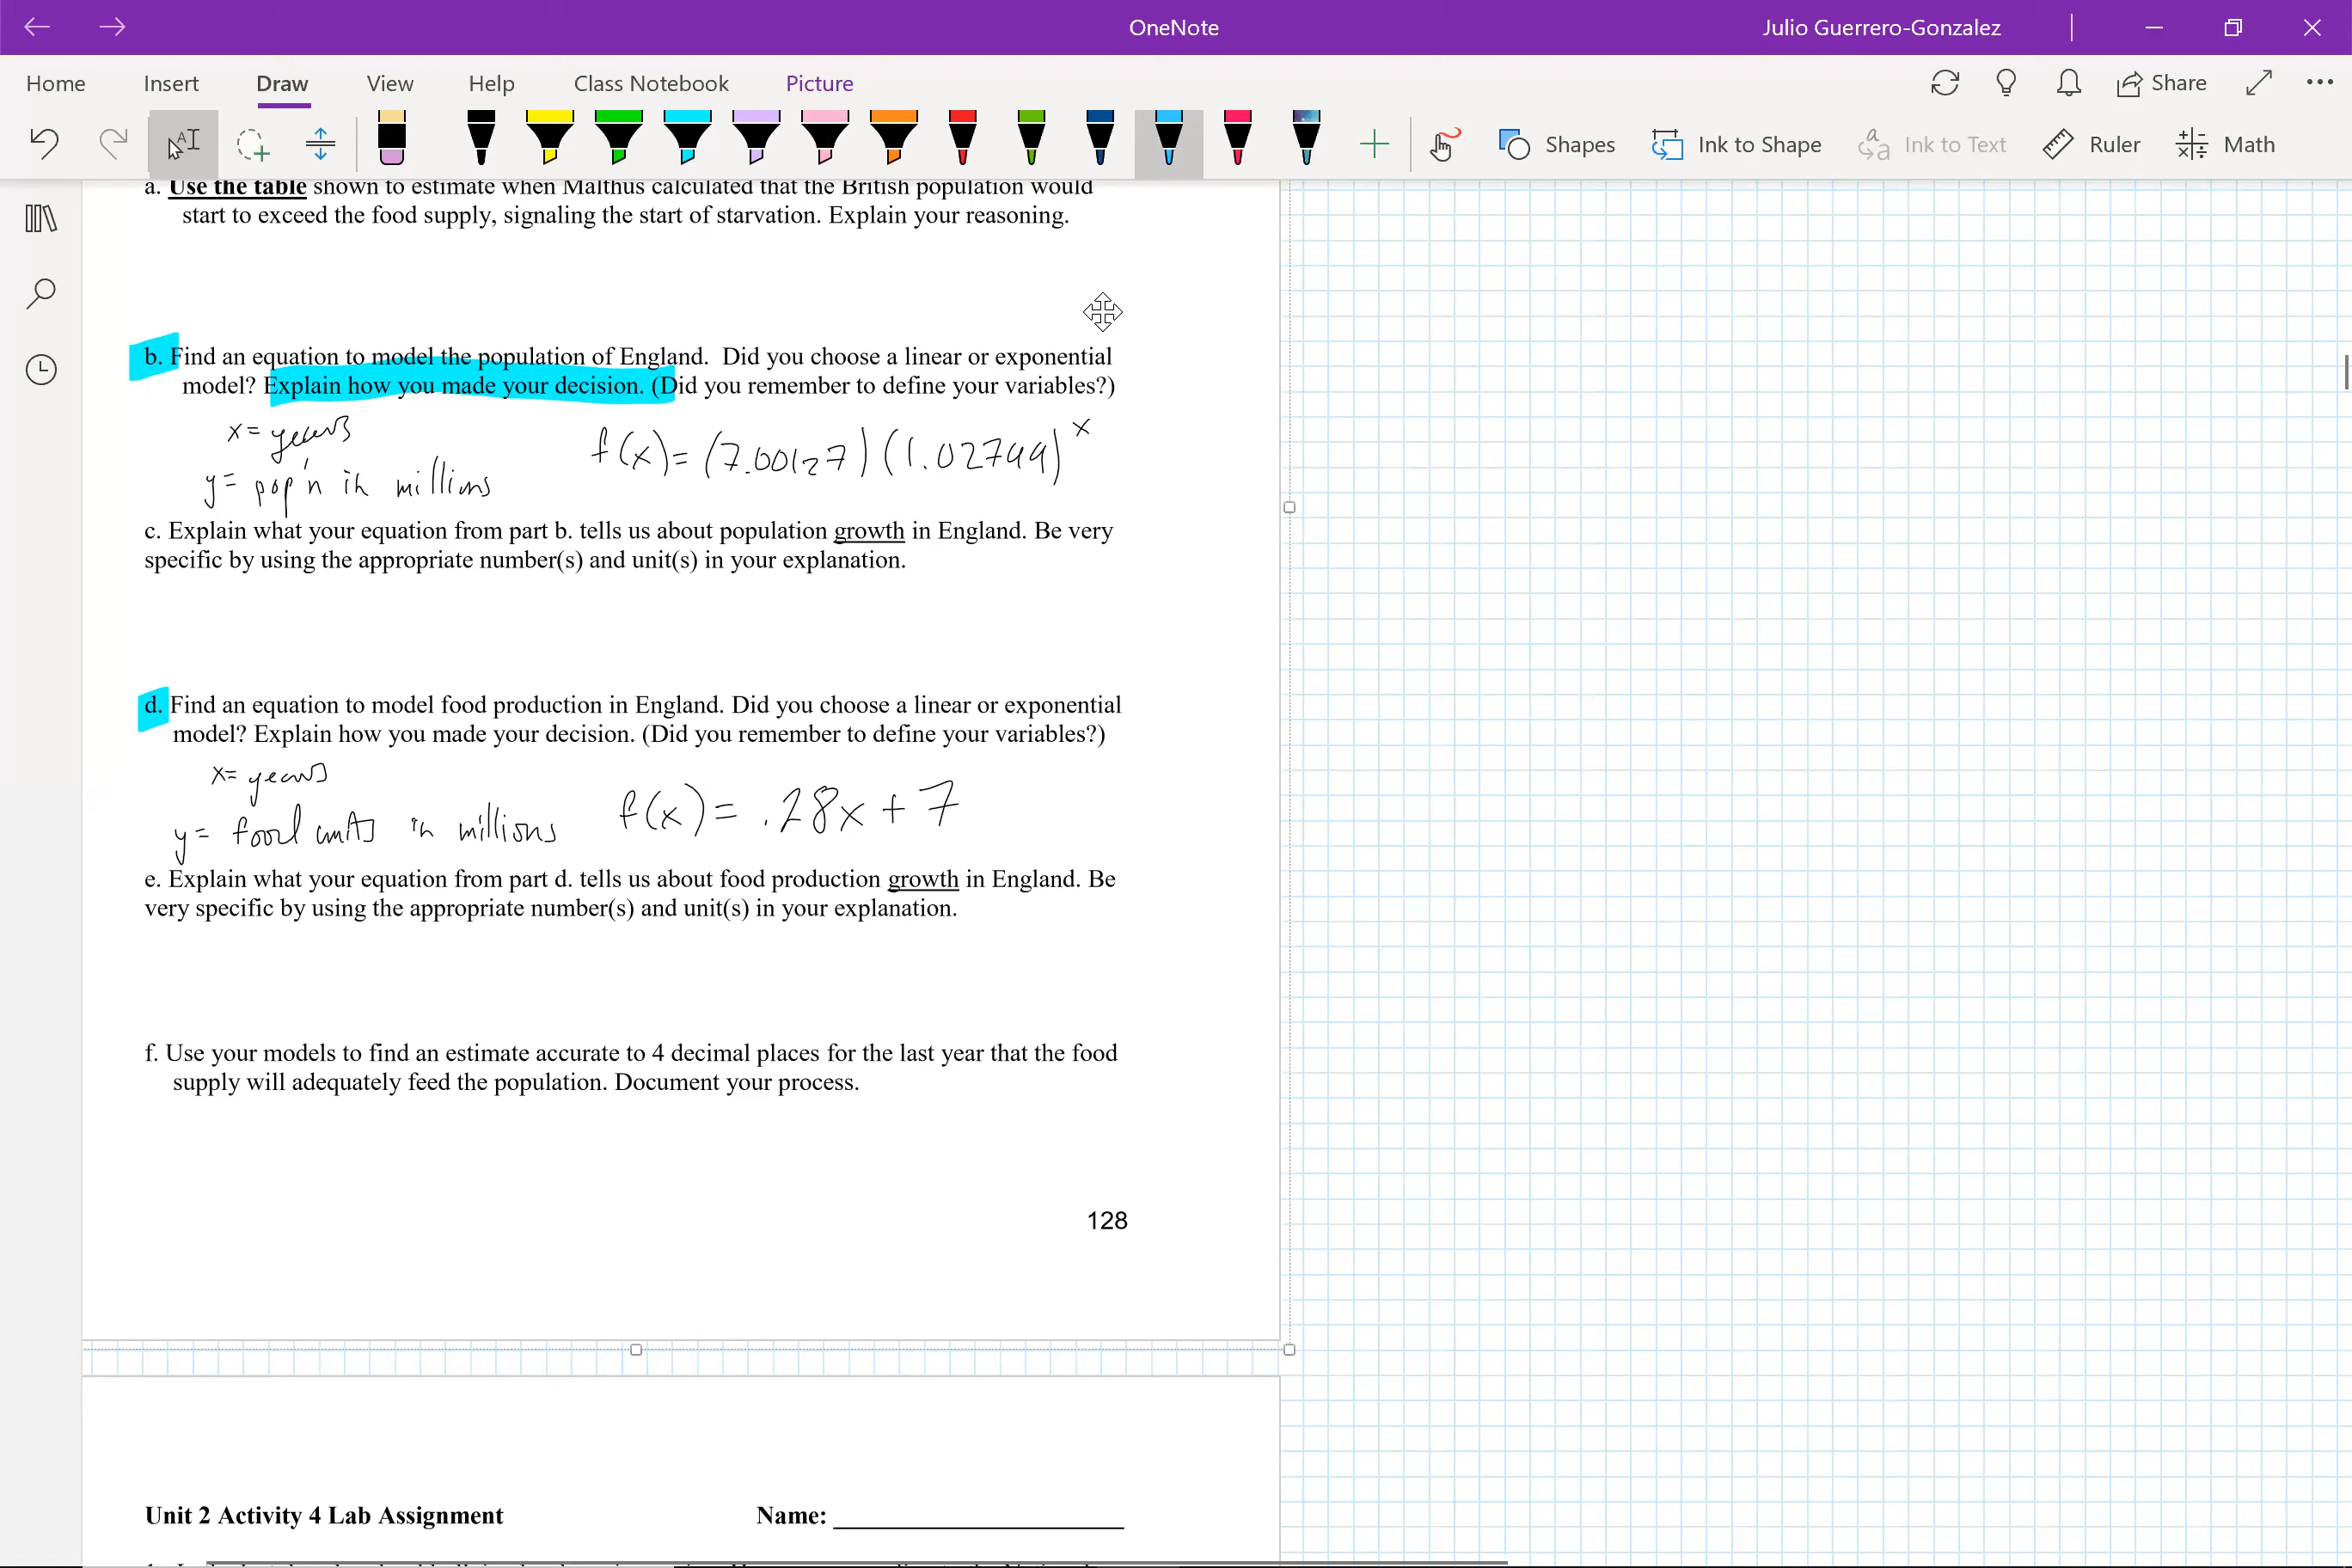 OneNote
Julio Guerrero-Gonzalez
Home Insert Draw View Help Class Notebook Picture
Share
Shapes Ink to Shape Ink to Text Ruler Math
a. Use the table shown to estimate when Malthus calculated that the British population would
start to exceed the food supply, signaling the start of starvation. Explain your reasoning.
b. Find an equation to model the population of England. Did you choose a linear or exponential
model? Explain how you made your decision. (Did you remember to define your variables?)
x = years
y = pop'n in millions
f(x) = (7.00127)(1.02799)^x
c. Explain what your equation from part b. tells us about population growth in England. Be very
specific by using the appropriate number(s) and unit(s) in your explanation.
d. Find an equation to model food production in England. Did you choose a linear or exponential
model? Explain how you made your decision. (Did you remember to define your variables?)
x= years
y= food units in millions
f(x) = .28x + 7
e. Explain what your equation from part d. tells us about food production growth in England. Be
very specific by using the appropriate number(s) and unit(s) in your explanation.
f. Use your models to find an estimate accurate to 4 decimal places for the last year that the food
supply will adequately feed the population. Document your process.
128
Unit 2 Activity 4 Lab Assignment Name: